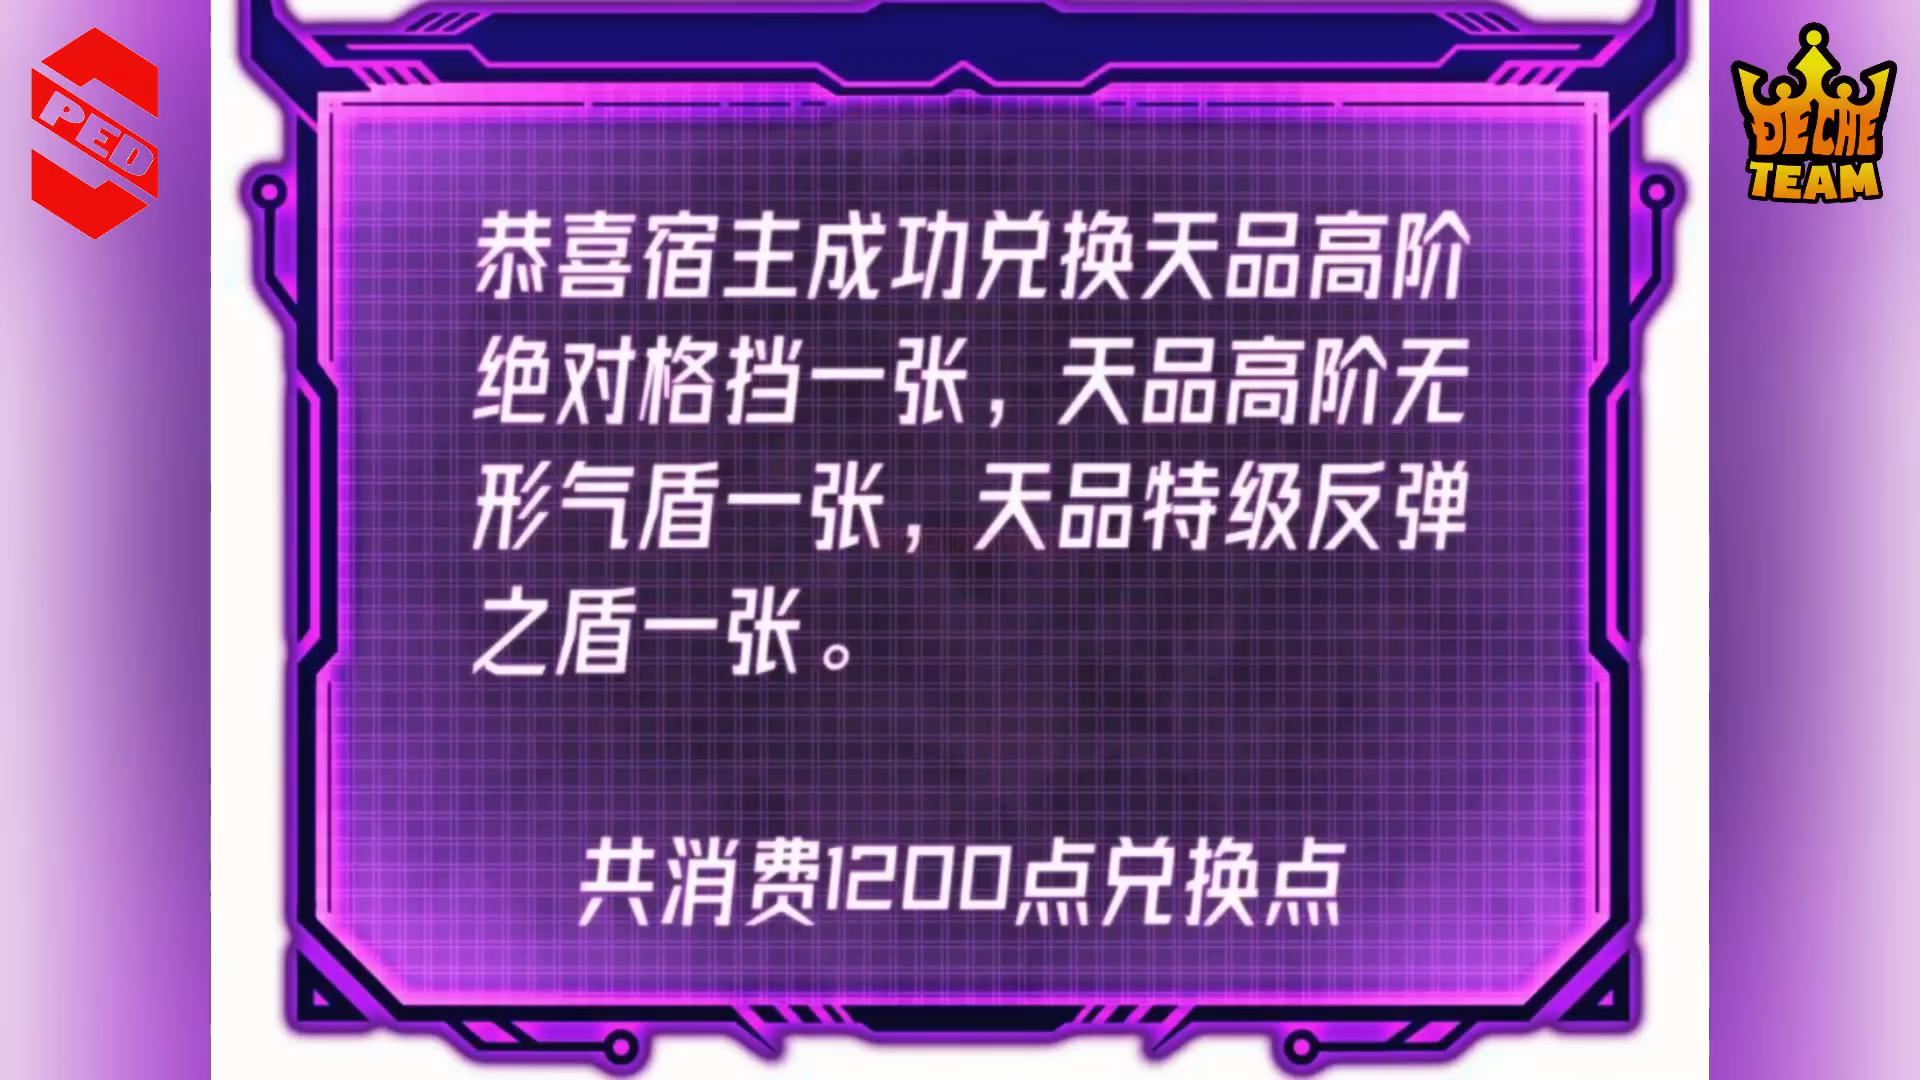 PED
ĐECHE
TEAM
恭喜宿主成功兑换天品高阶
绝对格挡一张，天品高阶无
形气盾一张，天品特级反弹
之盾一张。
共消费1200点兑换点